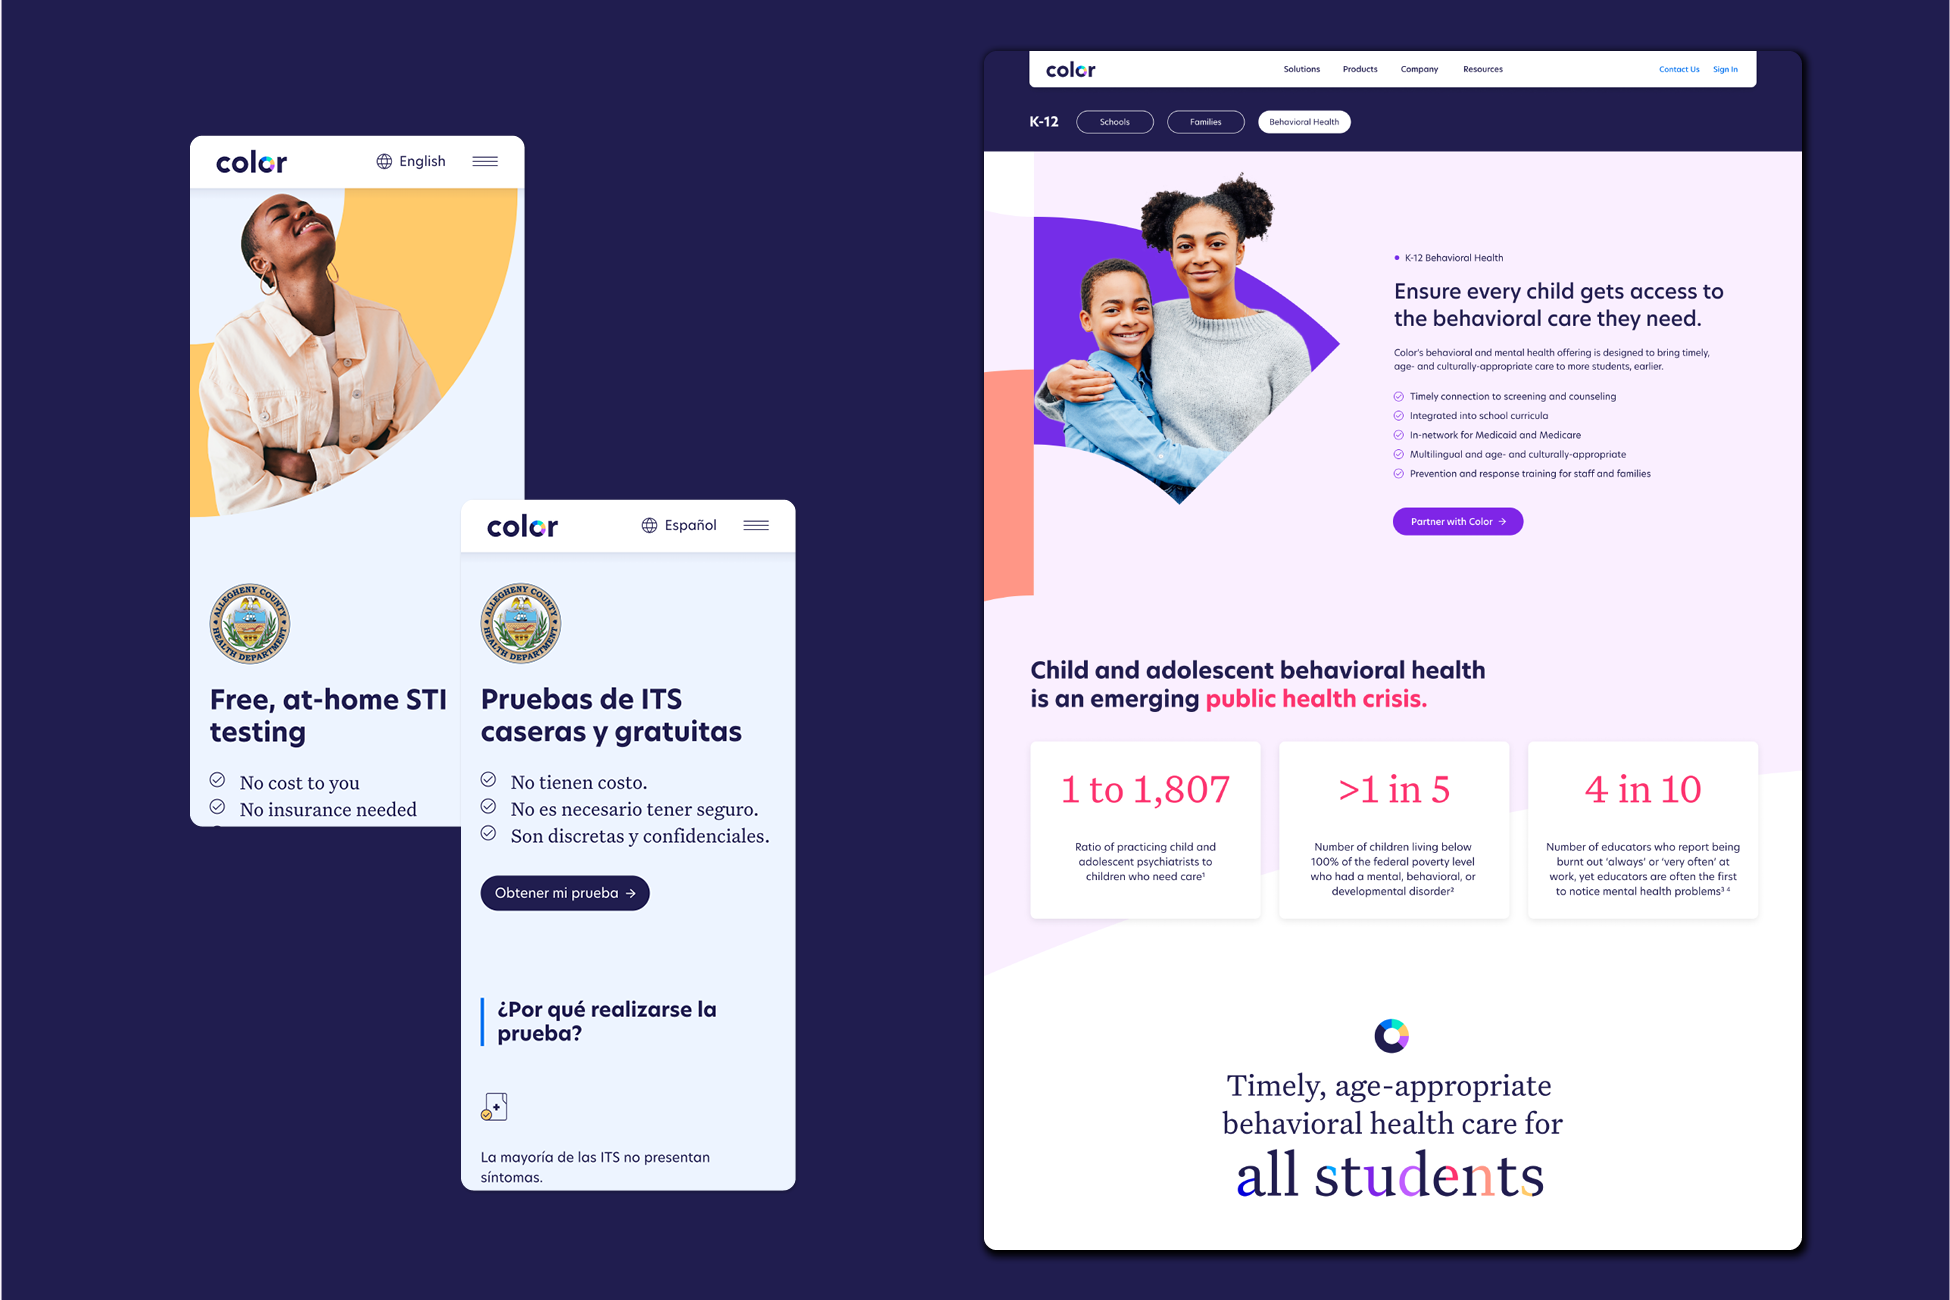 color
English
ALLEGHENY COUNTY
HEALTH DEPARTMENT
Free, at-home STI
testing
No cost to you
No insurance needed
color
Español
ALLEGHENY COUNTY
HEALTH DEPARTMENT
Pruebas de ITS
caseras y gratuitas
No tienen costo.
No es necesario tener seguro.
Son discretas y confidenciales.
Obtener mi prueba →
¿Por qué realizarse la
prueba?
La mayoría de las ITS no presentan
síntomas.
color
Solutions Products Company Resources Contact Us Sign In
K-12 Schools Families Behavioral Health
• K-12 Behavioral Health
Ensure every child gets access to
the behavioral care they need.
Color's behavioral and mental health offering is designed to bring timely,
age- and culturally-appropriate care to more students, earlier.
Timely connection to screening and counseling
Integrated into school curricula
In-network for Medicaid and Medicare
Multilingual and age- and culturally-appropriate
Prevention and response training for staff and families
Partner with Color →
Child and adolescent behavioral health
is an emerging public health crisis.
1 to 1,807
Ratio of practicing child and
adolescent psychiatrists to
children who need care¹
>1 in 5
Number of children living below
100% of the federal poverty level
who had a mental, behavioral, or
developmental disorder²
4 in 10
Number of educators who report being
burnt out ‘always’ or ‘very often’ at
work, yet educators are often the first
to notice mental health problems³ ⁴
Timely, age-appropriate
behavioral health care for
all students